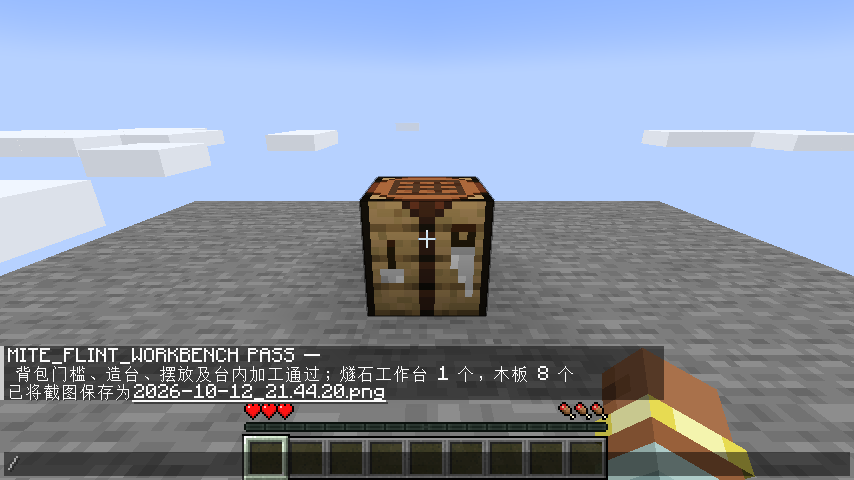 MITE_FLINT_WORKBENCH PASS —
背包门槛、造台、摆放及台内加工通过；燧石工作台 1 个，木板 8 个
已将截图保存为2026-10-12_21.44.20.png
/